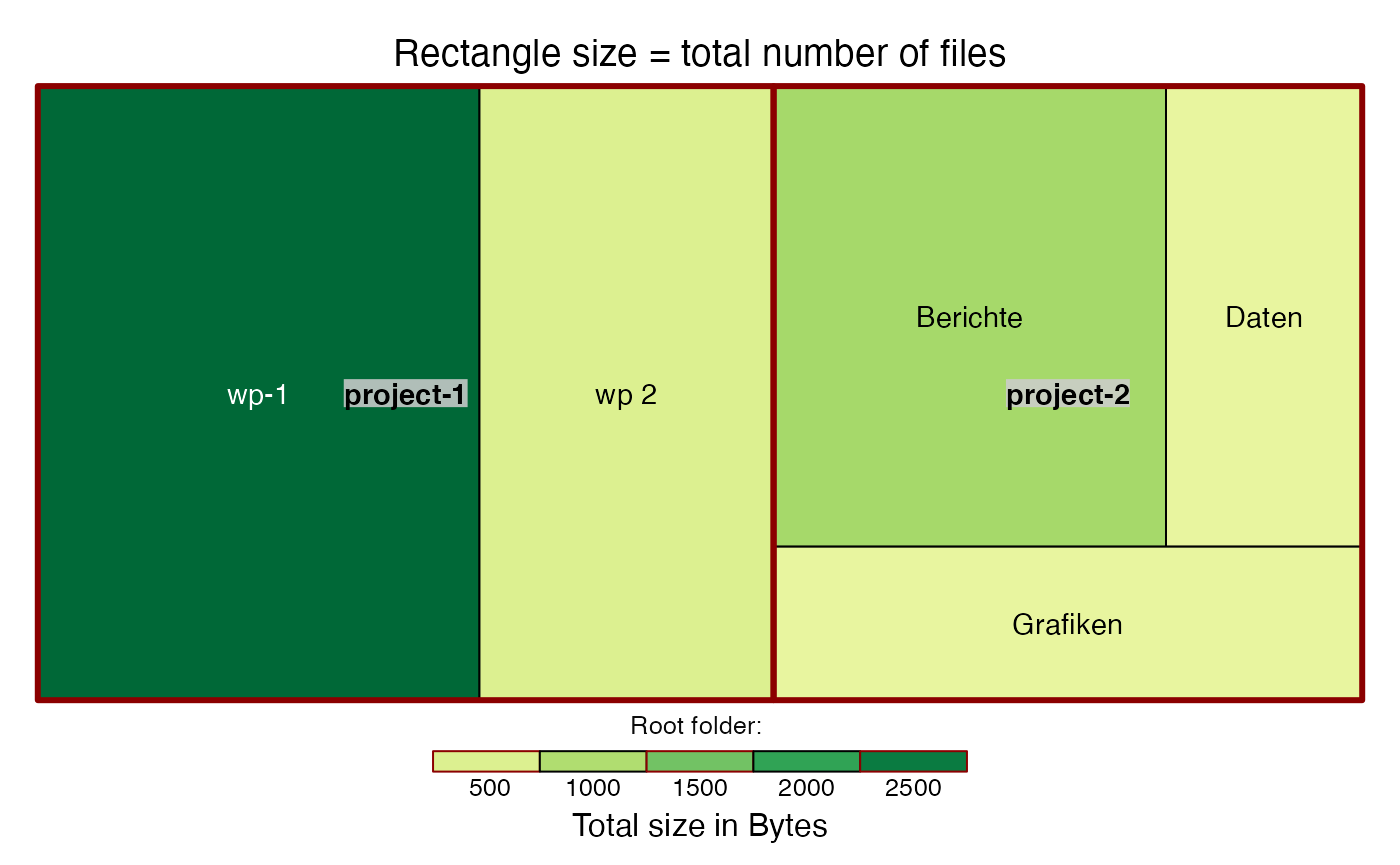 Rectangle size = total number of files
Berichte
Daten
wp-1
project-1
wp 2
project-2
Grafiken
Root folder:
500 1000 1500 2000 2500
Total size in Bytes